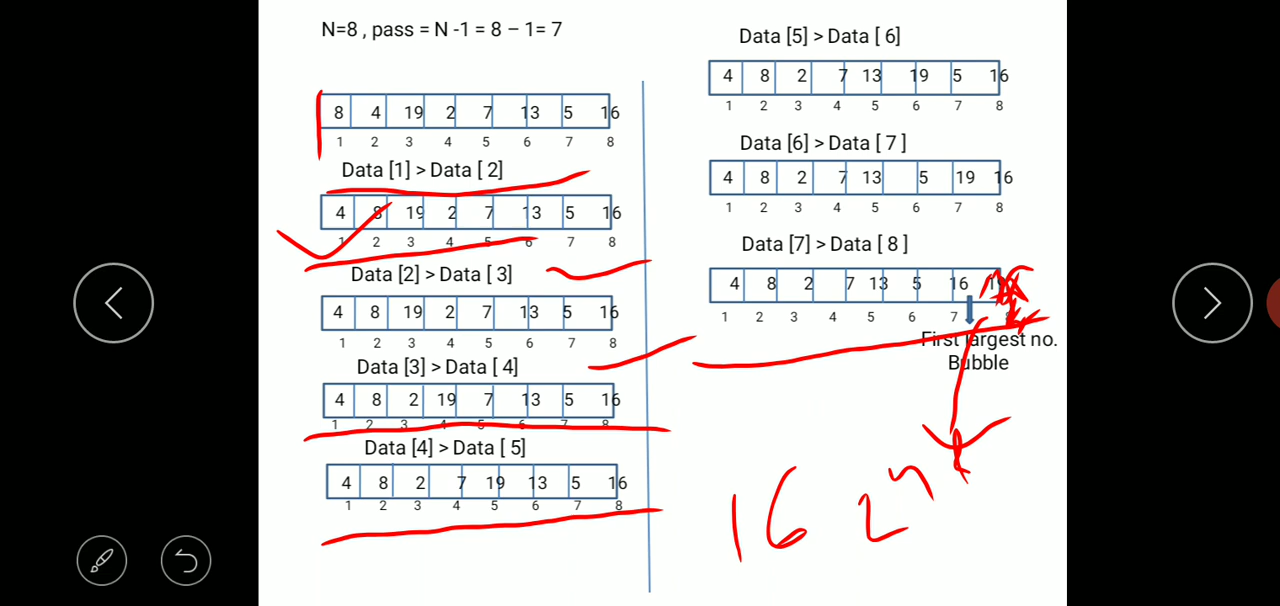 N=8 , pass = N -1 = 8 – 1= 7
8 4 19 2 7 13 5 16
1 2 3 4 5 6 7 8
Data [1] > Data [ 2]
4 8 19 2 7 13 5 16
1 2 3 4 5 6 7 8
Data [2] > Data [ 3]
4 8 19 2 7 13 5 16
1 2 3 4 5 6 7 8
Data [3] > Data [ 4]
4 8 2 19 7 13 5 16
1 2 3 4 5 6 7 8
Data [4] > Data [ 5]
4 8 2 7 19 13 5 16
1 2 3 4 5 6 7 8
Data [5] > Data [ 6]
4 8 2 7 13 19 5 16
1 2 3 4 5 6 7 8
Data [6] > Data [ 7 ]
4 8 2 7 13 5 19 16
1 2 3 4 5 6 7 8
Data [7] > Data [ 8 ]
4 8 2 7 13 5 16 19
1 2 3 4 5 6 7 8
First largest no.
Bubble
16